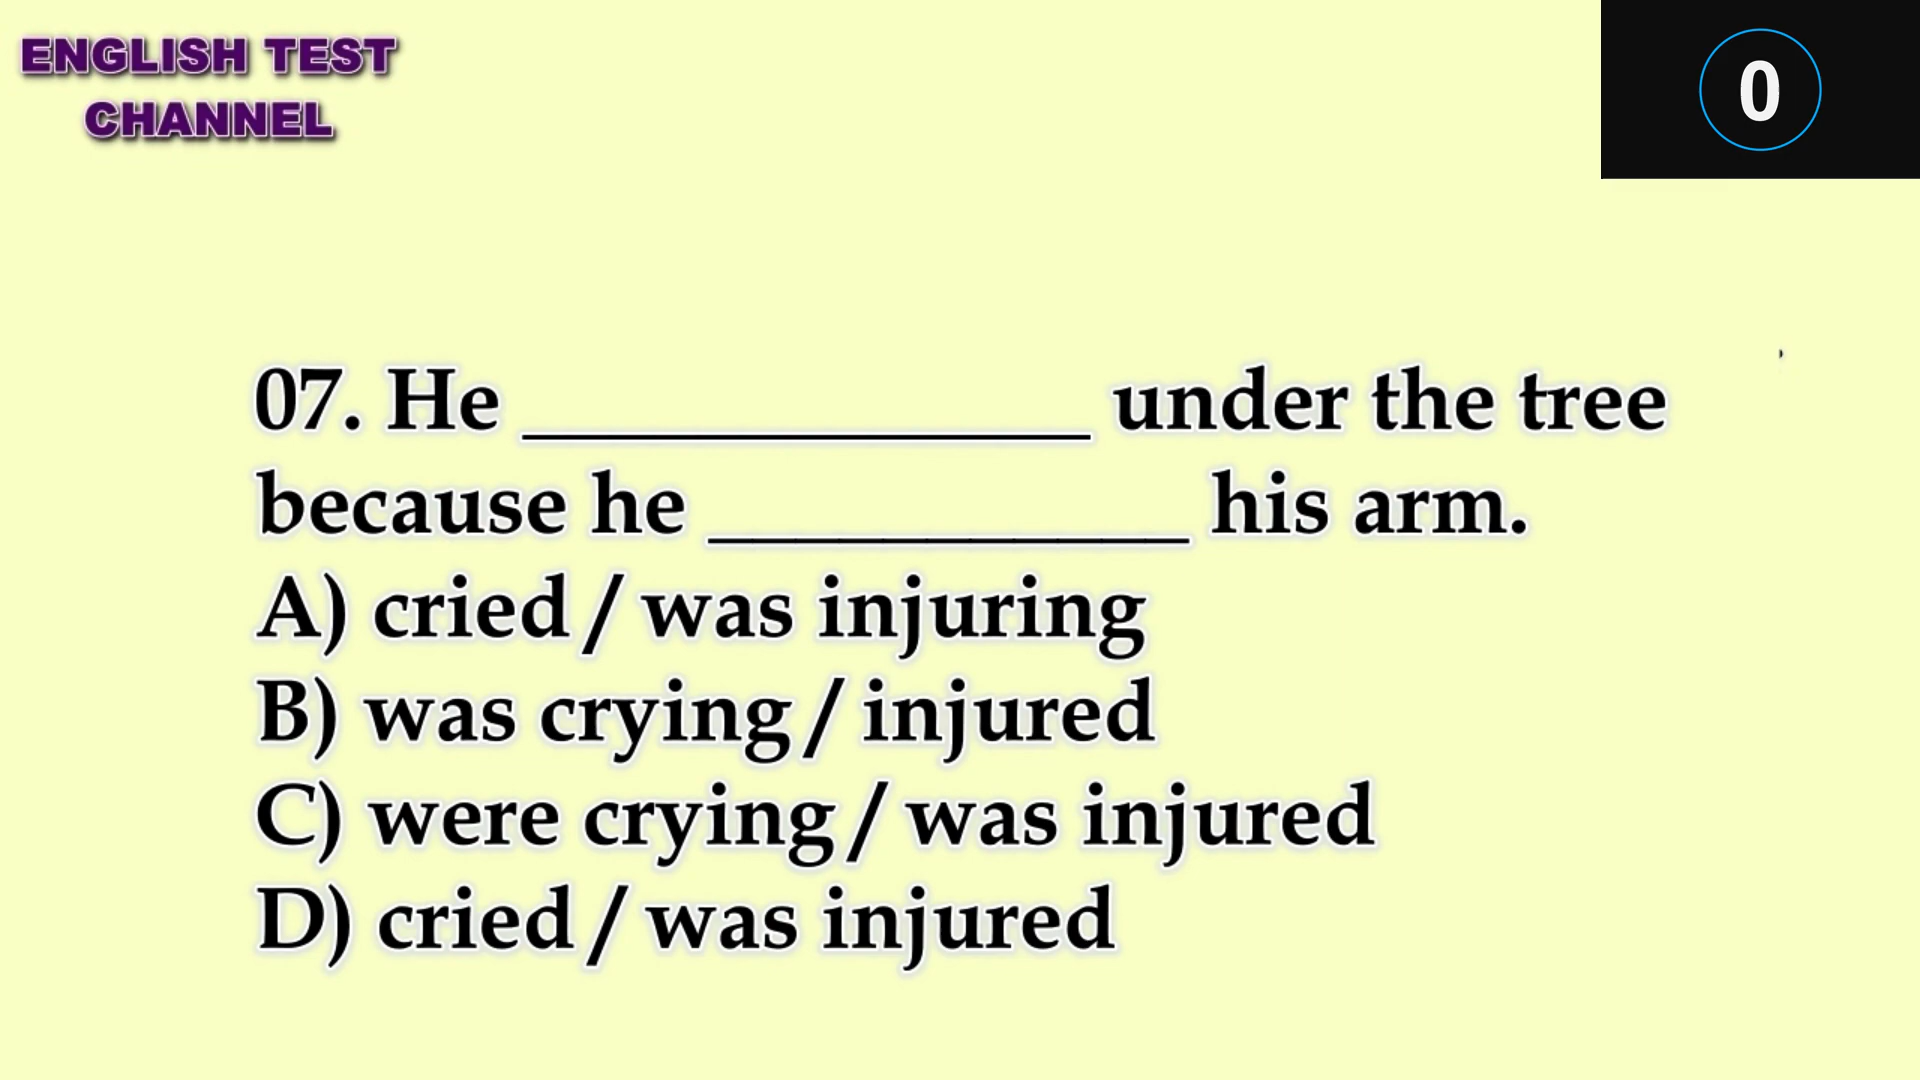 ENGLISH TEST
CHANNEL
0
07. He ______________ under the tree
because he ____________ his arm.
A) cried / was injuring
B) was crying / injured
C) were crying / was injured
D) cried / was injured